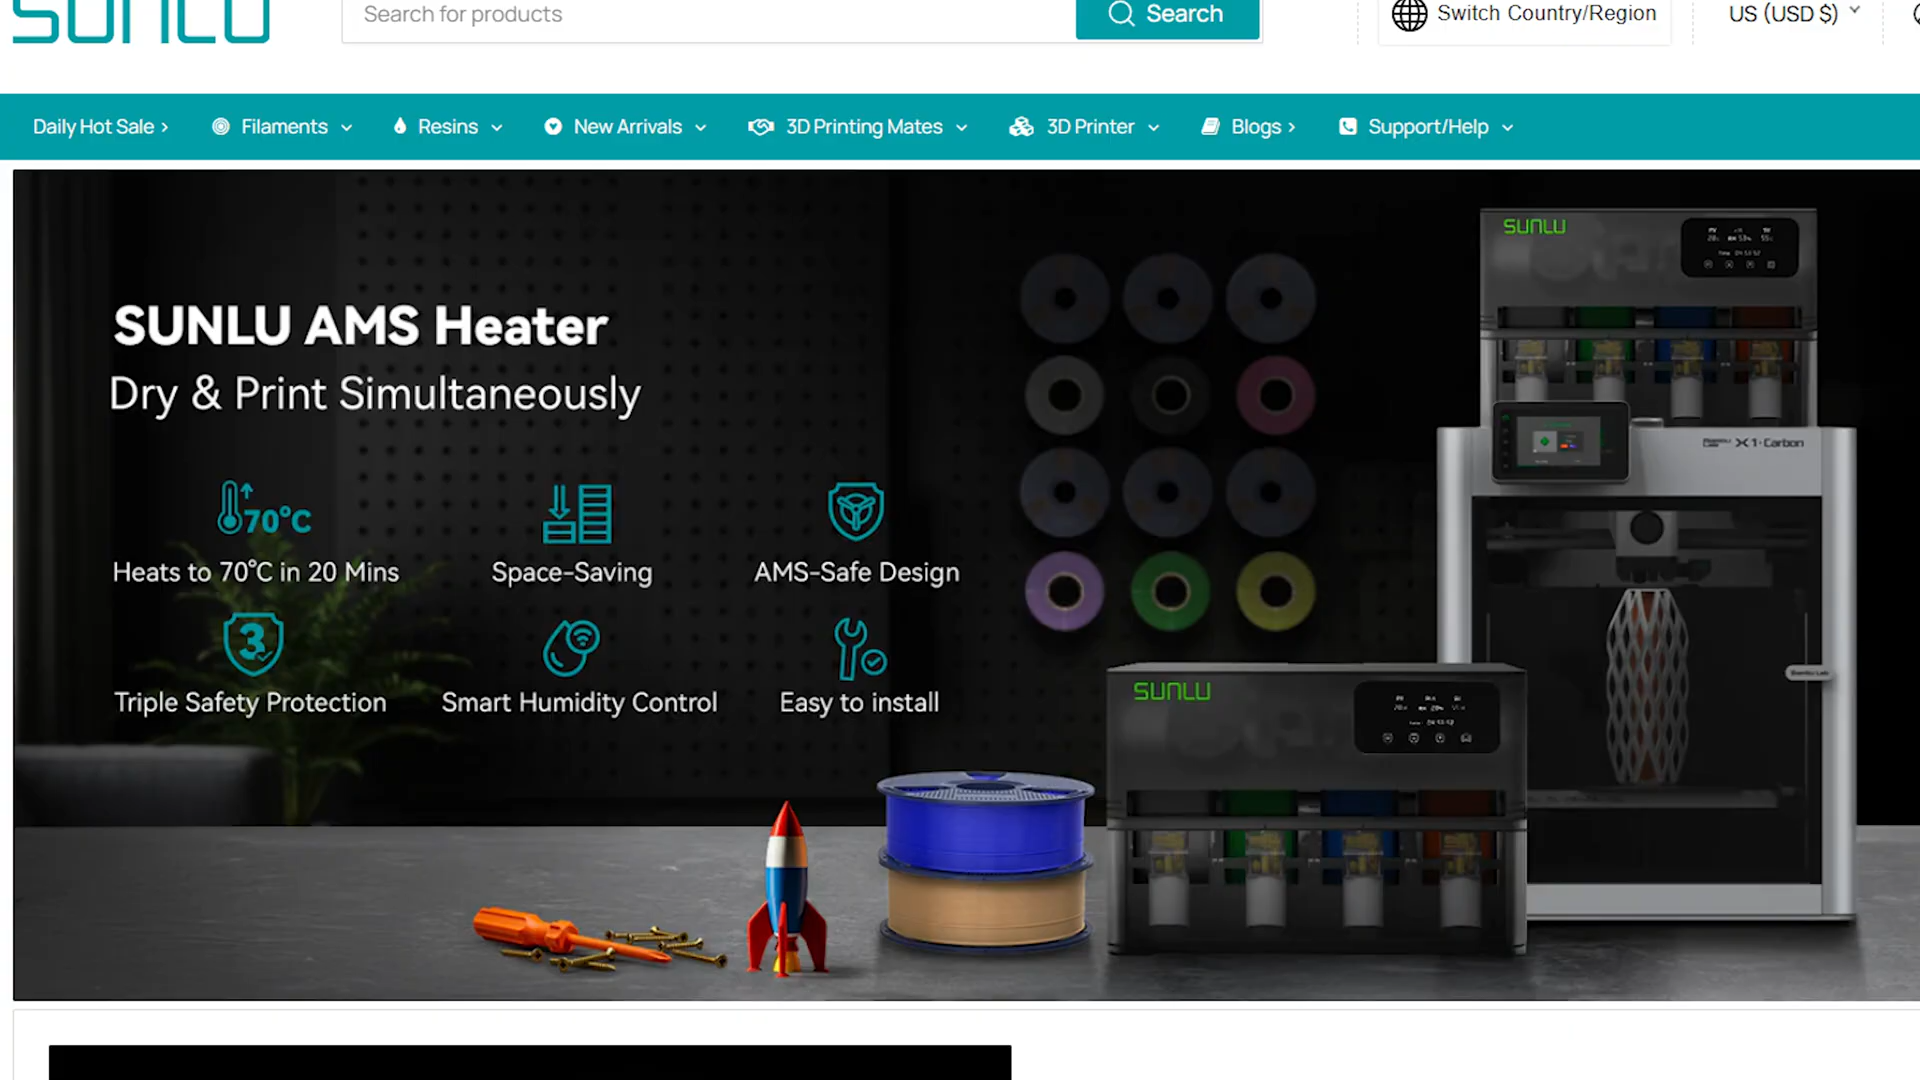 SUNLU
Search for products
Search
Switch Country/Region
US (USD $)
Daily Hot Sale
Filaments
Resins
New Arrivals
3D Printing Mates
3D Printer
Blogs
Support/Help
SUNLU AMS Heater
Dry & Print Simultaneously
70°C
Heats to 70°C in 20 Mins
Space-Saving
AMS-Safe Design
3
Triple Safety Protection
Smart Humidity Control
Easy to install
SUNLU
X1-Carbon
SUNLU